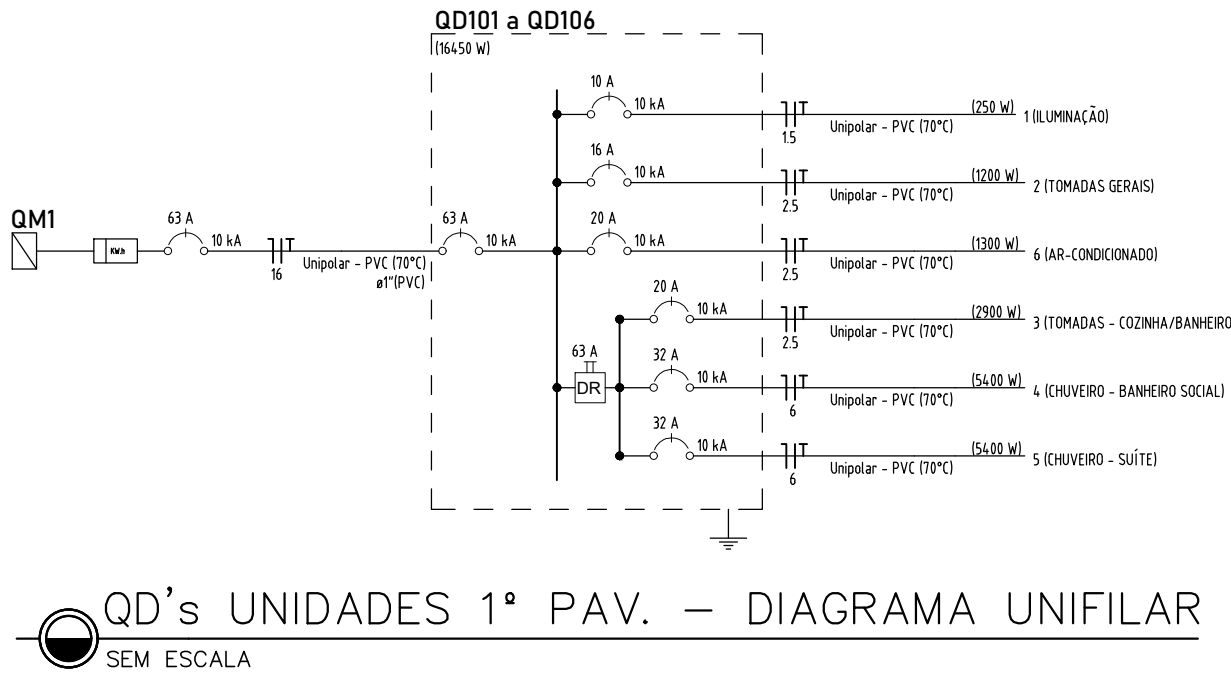 QD101 a QD106
(16450 W)
10 A
10 kA
1.5
Unipolar - PVC (70°C)
(250 W)
1 (ILUMINAÇÃO)
16 A
10 kA
2.5
Unipolar - PVC (70°C)
(1200 W)
2 (TOMADAS GERAIS)
QM1
KW.h
63 A
10 kA
16
Unipolar - PVC (70°C)
ø1"(PVC)
63 A
10 kA
20 A
10 kA
2.5
Unipolar - PVC (70°C)
(1300 W)
6 (AR-CONDICIONADO)
20 A
10 kA
2.5
Unipolar - PVC (70°C)
(2900 W)
3 (TOMADAS - COZINHA/BANHEIRO
63 A
DR
32 A
10 kA
6
Unipolar - PVC (70°C)
(5400 W)
4 (CHUVEIRO - BANHEIRO SOCIAL)
32 A
10 kA
6
Unipolar - PVC (70°C)
(5400 W)
5 (CHUVEIRO - SUÍTE)
QD's UNIDADES 1º PAV. - DIAGRAMA UNIFILAR
SEM ESCALA